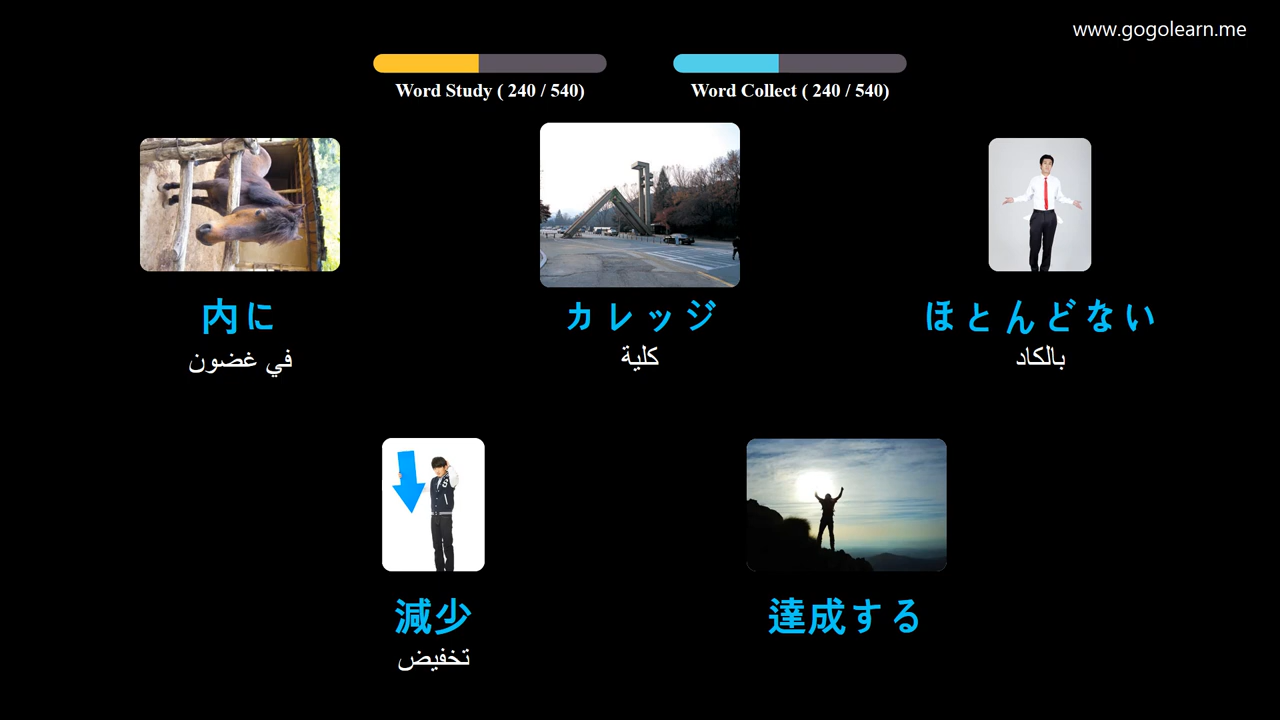 www.gogolearn.me
Word Study ( 240 / 540)
Word Collect ( 240 / 540)
内に
في غضون
カレッジ
كلية
ほとんどない
بالكاد
減少
تخفيض
達成する